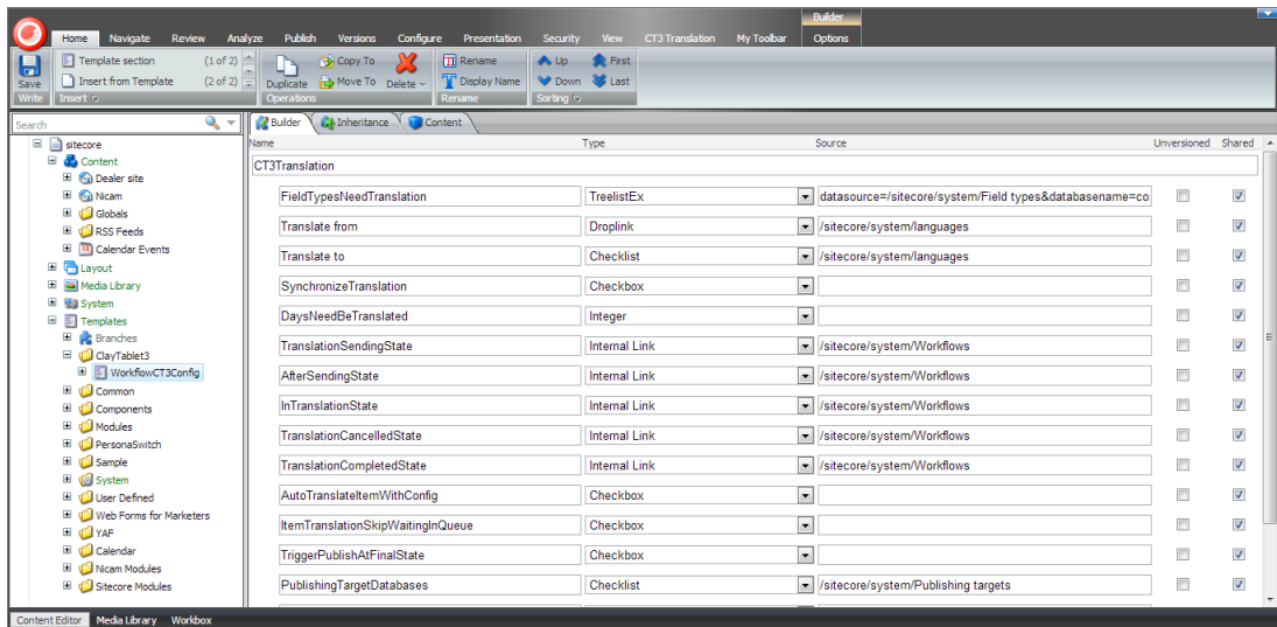 Builder
Home Navigate Review Analyze Publish Versions Configure Presentation Security View CT3 Translation My Toolbar Options
Save
Write
Template section (1 of 2)
Insert from Template (2 of 2)
Insert
Duplicate
Copy To
Move To
Delete
Operations
Rename
Display Name
Rename
Up First
Down Last
Sorting
Search
sitecore
Content
Dealer site
Nicam
Globals
RSS Feeds
Calendar Events
Layout
Media Library
System
Templates
Branches
ClayTablet3
WorkflowCT3Config
Common
Components
Modules
PersonaSwitch
Sample
System
User Defined
Web Forms for Marketers
YAF
Calendar
Nicam Modules
Sitecore Modules
Builder Inheritance Content
Name Type Source Unversioned Shared
CT3Translation
FieldTypesNeedTranslation TreelistEx datasource=/sitecore/system/Field types&databasename=co
Translate from Droplink /sitecore/system/languages
Translate to Checklist /sitecore/system/languages
SynchronizeTranslation Checkbox
DaysNeedBeTranslated Integer
TranslationSendingState Internal Link /sitecore/system/Workflows
AfterSendingState Internal Link /sitecore/system/Workflows
InTranslationState Internal Link /sitecore/system/Workflows
TranslationCancelledState Internal Link /sitecore/system/Workflows
TranslationCompletedState Internal Link /sitecore/system/Workflows
AutoTranslateItemWithConfig Checkbox
ItemTranslationSkipWaitingInQueue Checkbox
TriggerPublishAtFinalState Checkbox
PublishingTargetDatabases Checklist /sitecore/system/Publishing targets
Content Editor Media Library Workbox